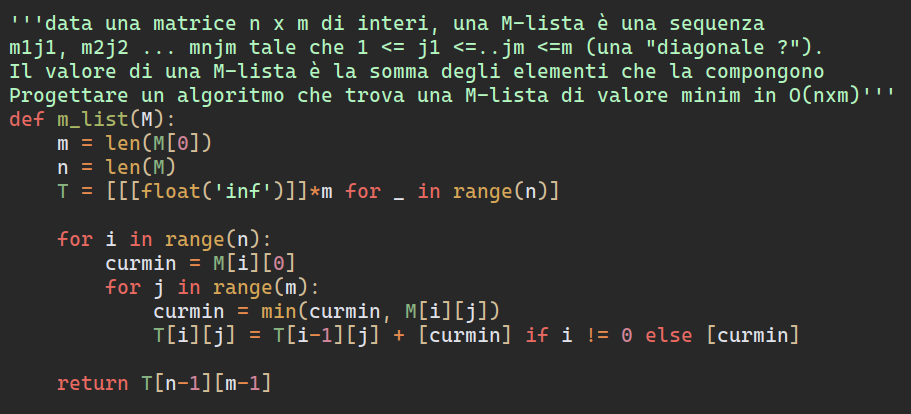 '''data una matrice n x m di interi, una M-lista è una sequenza
m1j1, m2j2 ... mnjm tale che 1 <= j1 <=..jm <=m (una "diagonale ?").
Il valore di una M-lista è la somma degli elementi che la compongono
Progettare un algoritmo che trova una M-lista di valore minim in O(nxm)'''
def m_list(M):
    m = len(M[0])
    n = len(M)
    T = [[[float('inf')]]*m for _ in range(n)]

    for i in range(n):
        curmin = M[i][0]
        for j in range(m):
            curmin = min(curmin, M[i][j])
            T[i][j] = T[i-1][j] + [curmin] if i != 0 else [curmin]

    return T[n-1][m-1]